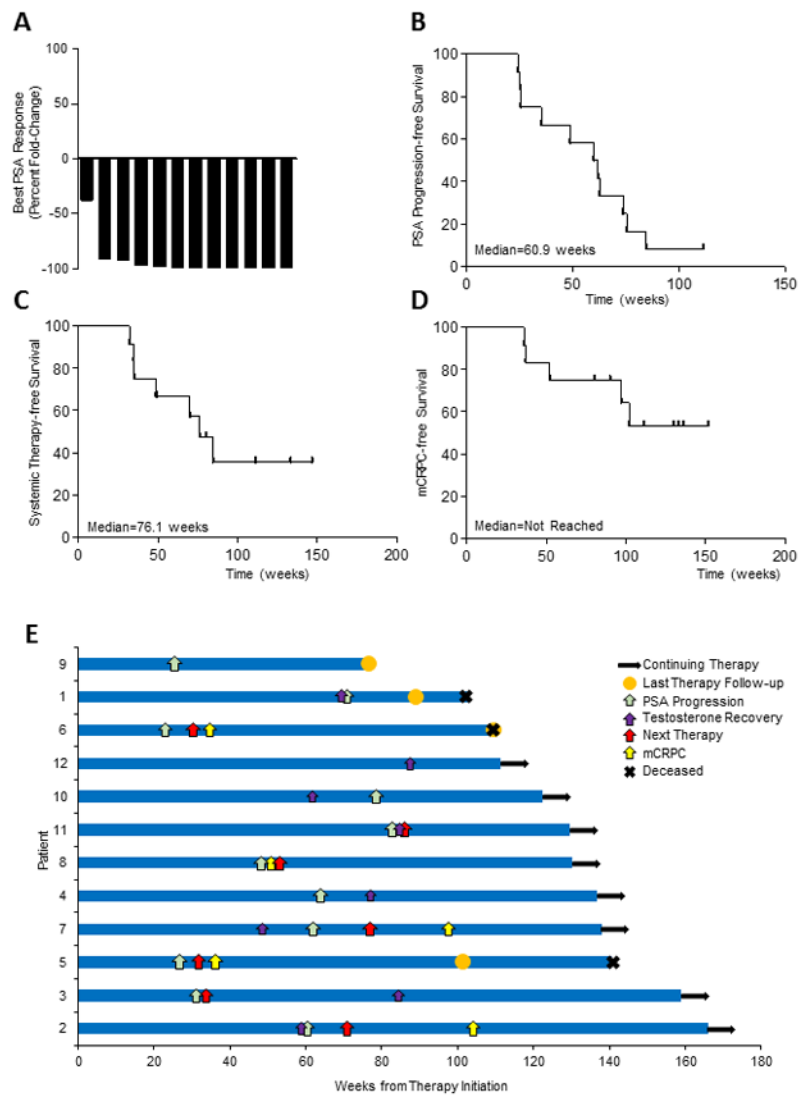 A
Best PSA Response
(Percent Fold-Change)
100
50
0
-50
-100
B
PSA Progression-free Survival
100
80
60
40
20
0
Median=60.9 weeks
0 50 100 150
Time (weeks)
C
Systemic Therapy-free Survival
100
80
60
40
20
0
Median=76.1 weeks
0 50 100 150 200
Time (weeks)
D
mCRPC-free Survival
100
80
60
40
20
0
Median=Not Reached
0 50 100 150 200
Time (weeks)
E
Patient
9
1
6
12
10
11
8
4
7
5
3
2
Continuing Therapy
Last Therapy Follow-up
PSA Progression
Testosterone Recovery
Next Therapy
mCRPC
Deceased
0 20 40 60 80 100 120 140 160 180
Weeks from Therapy Initiation